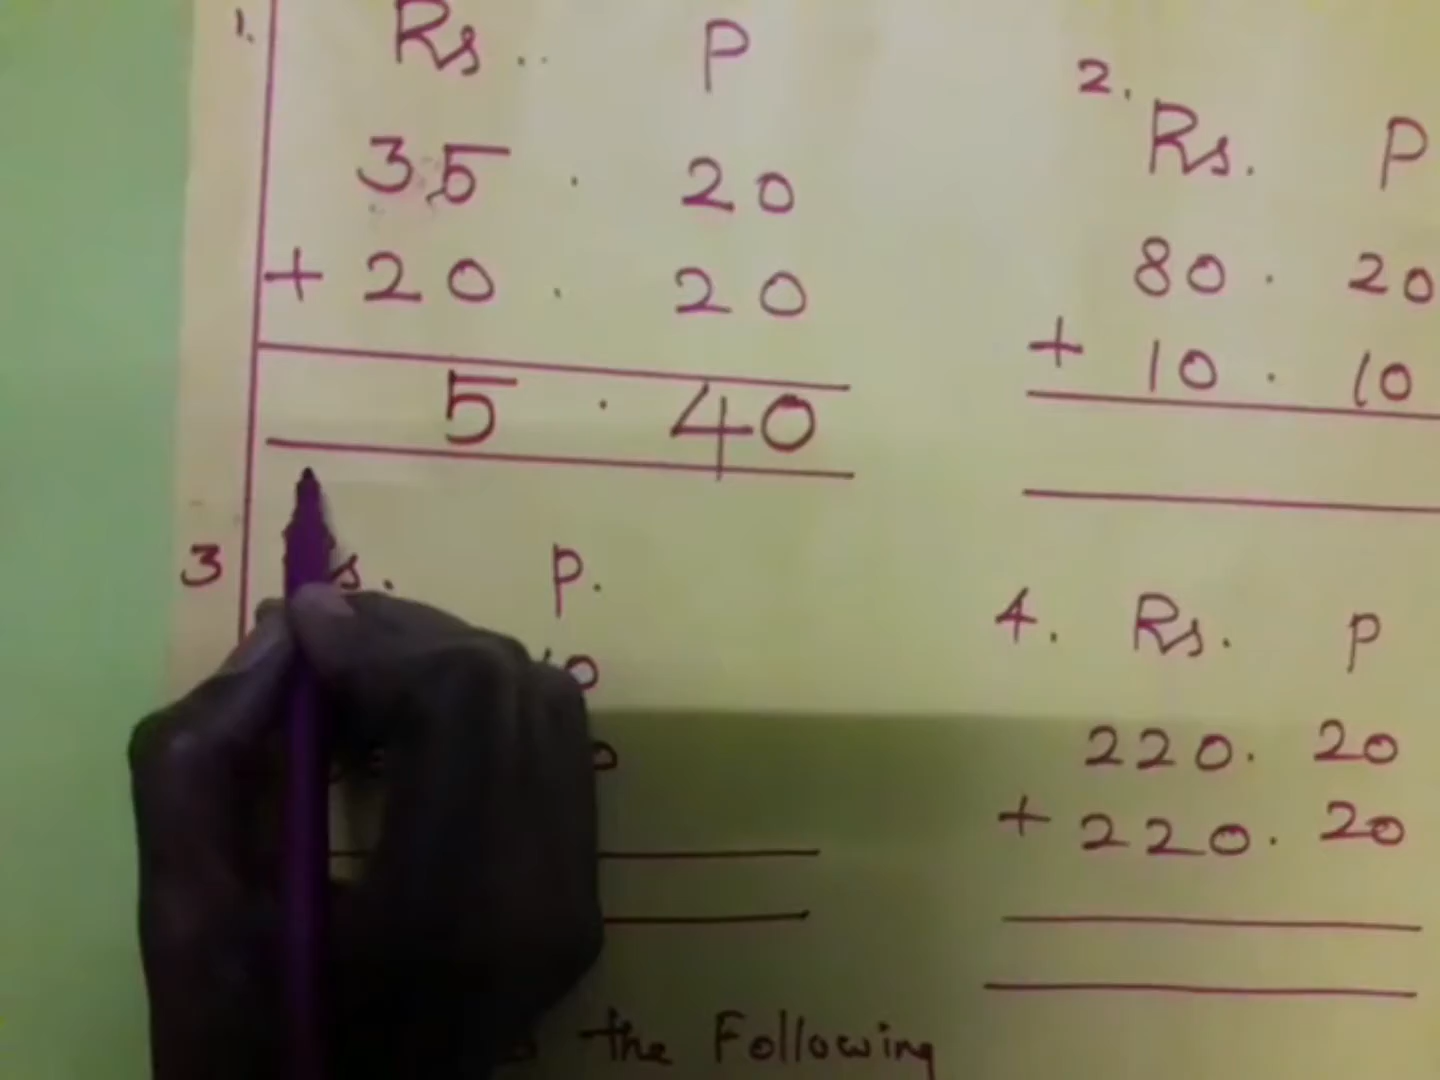 1.
Rs.. P
35 . 20
+ 20 . 20
5 . 40
2.
Rs. P
80 . 20
+ 10 . 10
3
P.
4. Rs. P
220. 20
+ 220. 20
the Following